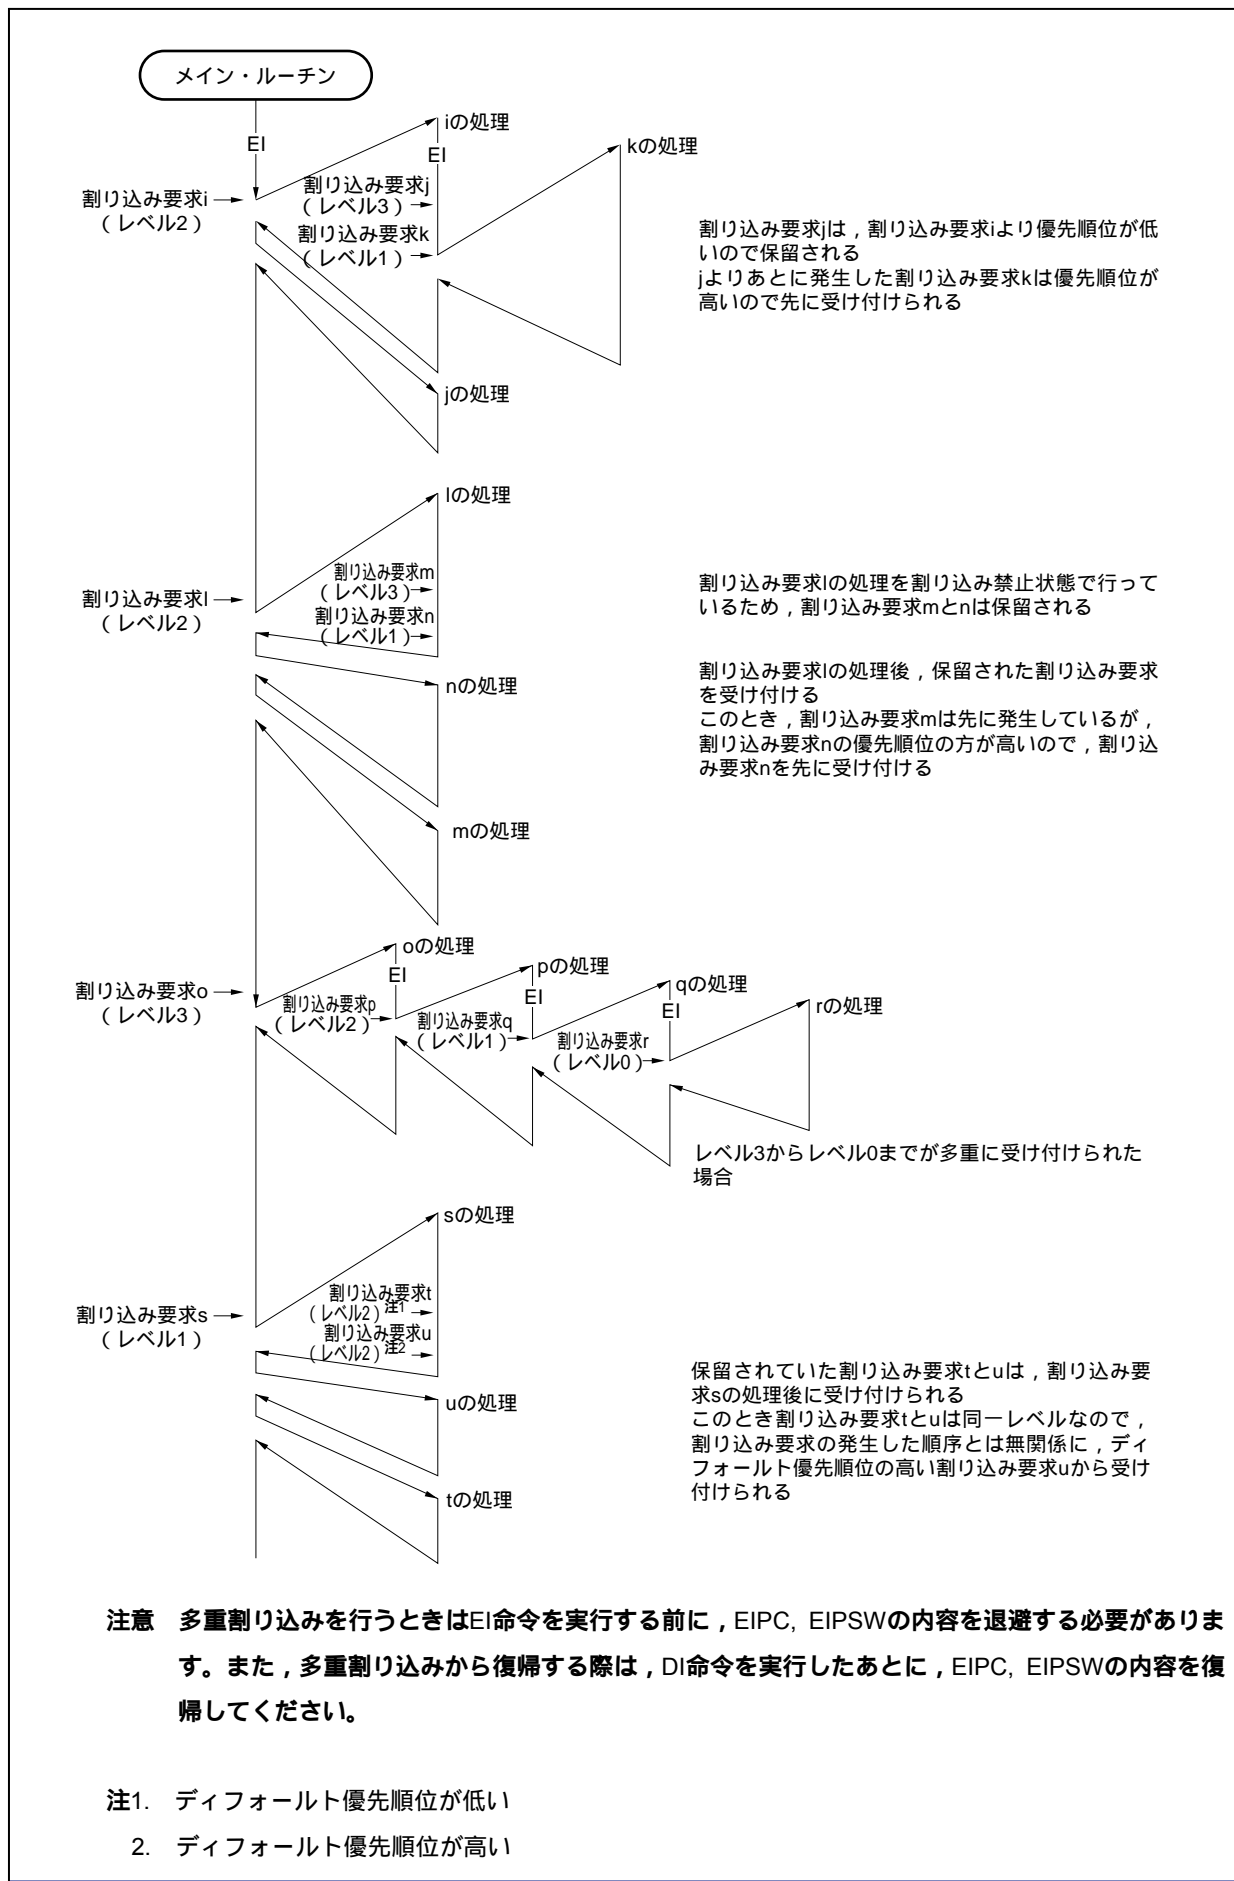 メイン・ルーチン
EI
iの処理
EI
kの処理
割り込み要求i
（レベル2）
割り込み要求j
（レベル3）
割り込み要求k
（レベル1）
割り込み要求jは，割り込み要求iより優先順位が低
いので保留される
jよりあとに発生した割り込み要求kは優先順位が
高いので先に受け付けられる
jの処理
lの処理
割り込み要求l
（レベル2）
割り込み要求m
（レベル3）
割り込み要求n
（レベル1）
割り込み要求lの処理を割り込み禁止状態で行って
いるため，割り込み要求mとnは保留される
nの処理
割り込み要求lの処理後，保留された割り込み要求
を受け付ける
このとき，割り込み要求mは先に発生しているが，
割り込み要求nの優先順位の方が高いので，割り込
み要求nを先に受け付ける
mの処理
oの処理
EI
pの処理
EI
qの処理
EI
rの処理
割り込み要求o
（レベル3）
割り込み要求p
（レベル2）
割り込み要求q
（レベル1）
割り込み要求r
（レベル0）
レベル3からレベル0までが多重に受け付けられた
場合
sの処理
割り込み要求s
（レベル1）
割り込み要求t
（レベル2）注1
割り込み要求u
（レベル2）注2
uの処理
保留されていた割り込み要求tとuは，割り込み要
求sの処理後に受け付けられる
このとき割り込み要求tとuは同一レベルなので，
割り込み要求の発生した順序とは無関係に，ディ
フォールト優先順位の高い割り込み要求uから受け
付けられる
tの処理
注意 多重割り込みを行うときはEI命令を実行する前に，EIPC, EIPSWの内容を退避する必要がありま
す。また，多重割り込みから復帰する際は，DI命令を実行したあとに，EIPC, EIPSWの内容を復
帰してください。
注1. ディフォールト優先順位が低い
2. ディフォールト優先順位が高い